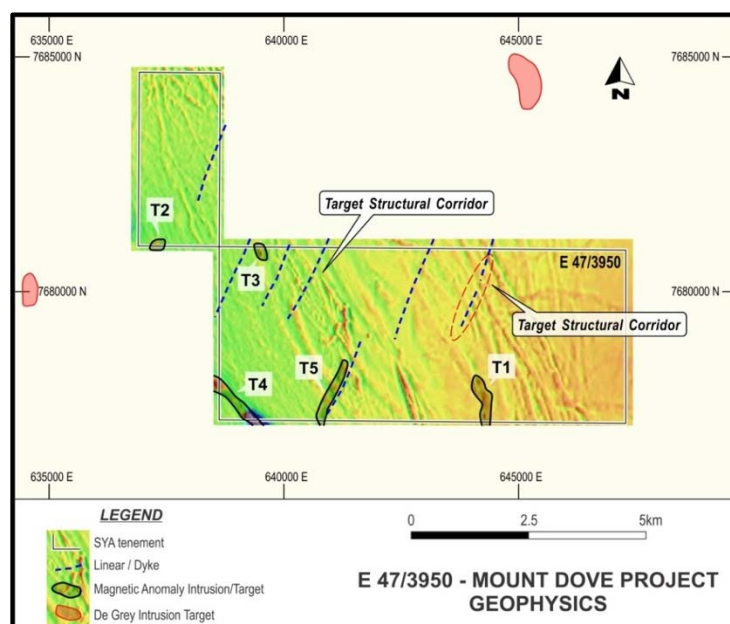 635000 E
640000 E
645000 E
7685000 N
7685000 N
N
T2
Target Structural Corridor
T3
E 47/3950
7680000 N
7680000 N
Target Structural Corridor
T4
T5
T1
635000 E
640000 E
645000 E
LEGEND
SYA tenement
Linear / Dyke
Magnetic Anomaly Intrusion/Target
De Grey Intrusion Target
0
2.5
5km
E 47/3950 - MOUNT DOVE PROJECT
GEOPHYSICS